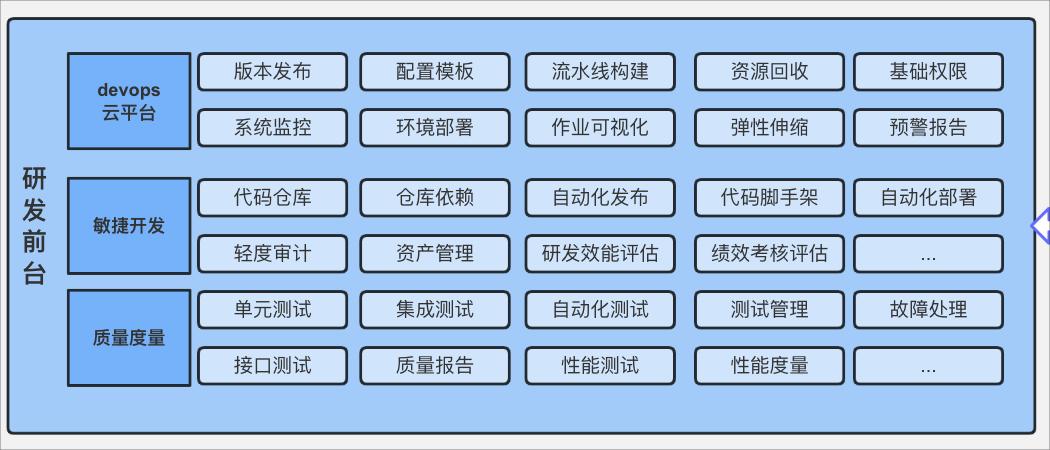 研发前台
devops
云平台
版本发布 配置模板 流水线构建 资源回收 基础权限
系统监控 环境部署 作业可视化 弹性伸缩 预警报告
敏捷开发
代码仓库 仓库依赖 自动化发布 代码脚手架 自动化部署
轻度审计 资产管理 研发效能评估 绩效考核评估 ...
质量度量
单元测试 集成测试 自动化测试 测试管理 故障处理
接口测试 质量报告 性能测试 性能度量 ...